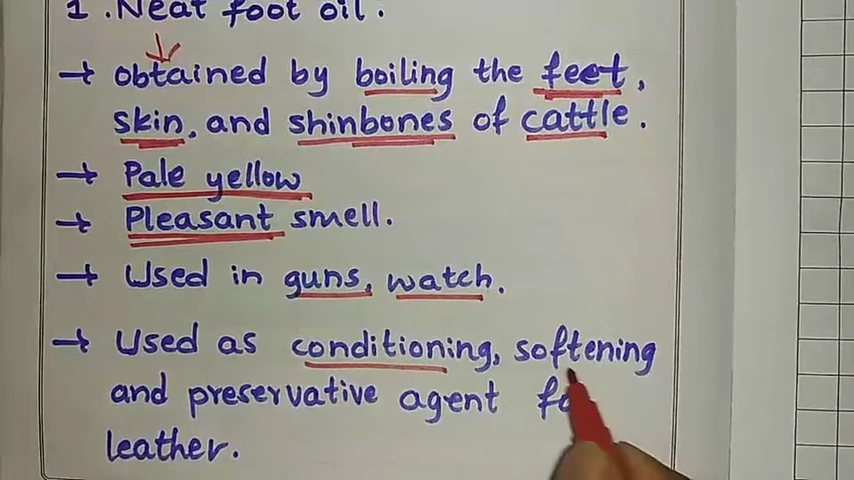 1. Neat foot oil.
→ obtained by boiling the feet,
skin, and shinbones of cattle.
→ Pale yellow
→ Pleasant smell.
→ Used in guns, watch.
→ Used as conditioning, softening
and preservative agent
leather.